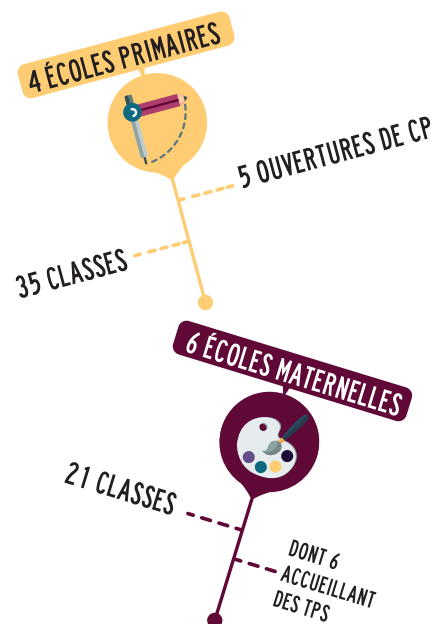 4 ÉCOLES PRIMAIRES
5 OUVERTURES DE CP
35 CLASSES
6 ÉCOLES MATERNELLES
21 CLASSES
DONT 6
ACCUEILLANT
DES TPS